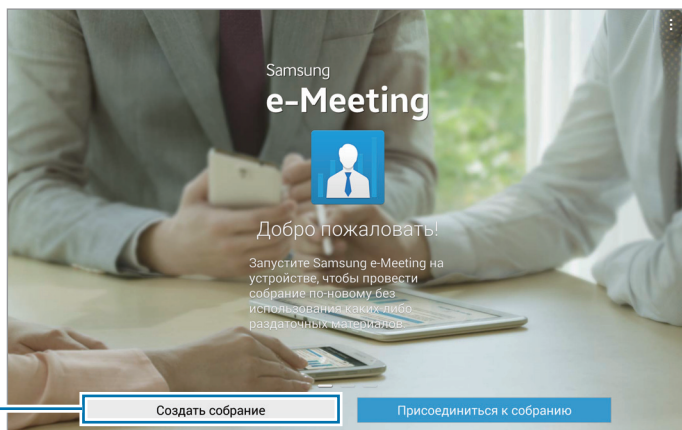 Samsung
e-Meeting
Добро пожаловать!
Запустите Samsung e-Meeting на
устройстве, чтобы провести
собрание по-новому без
использования каких либо
раздаточных материалов.
Создать собрание
Присоединиться к собранию